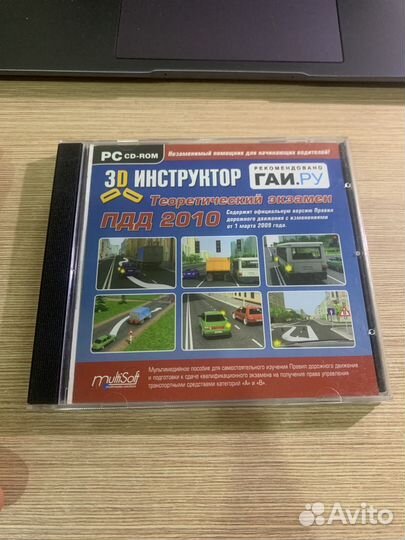 PC CD-ROM Незаменимый помощник для начинающих водителей!
3D ИНСТРУКТОР
РЕКОМЕНДОВАНО
ГАИ.РУ
Теоретический экзамен
ПДД 2010
Содержит официальную версию Правил
дорожного движения с изменениями
от 1 марта 2009 года.
MultiSoft
Мультимедийное пособие для самостоятельного изучения Правил дорожного движения
и подготовки к сдаче квалификационного экзамена на получение права управления
транспортными средствами категорий «А» и «В».
Avito